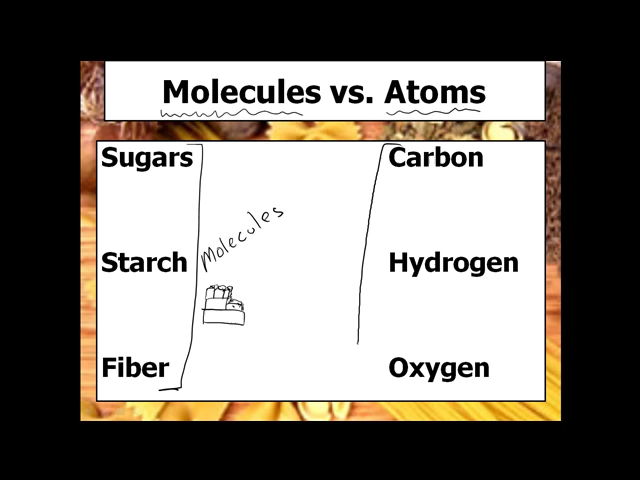 Molecules vs. Atoms
Sugars
Starch
Fiber
Molecules
Carbon
Hydrogen
Oxygen